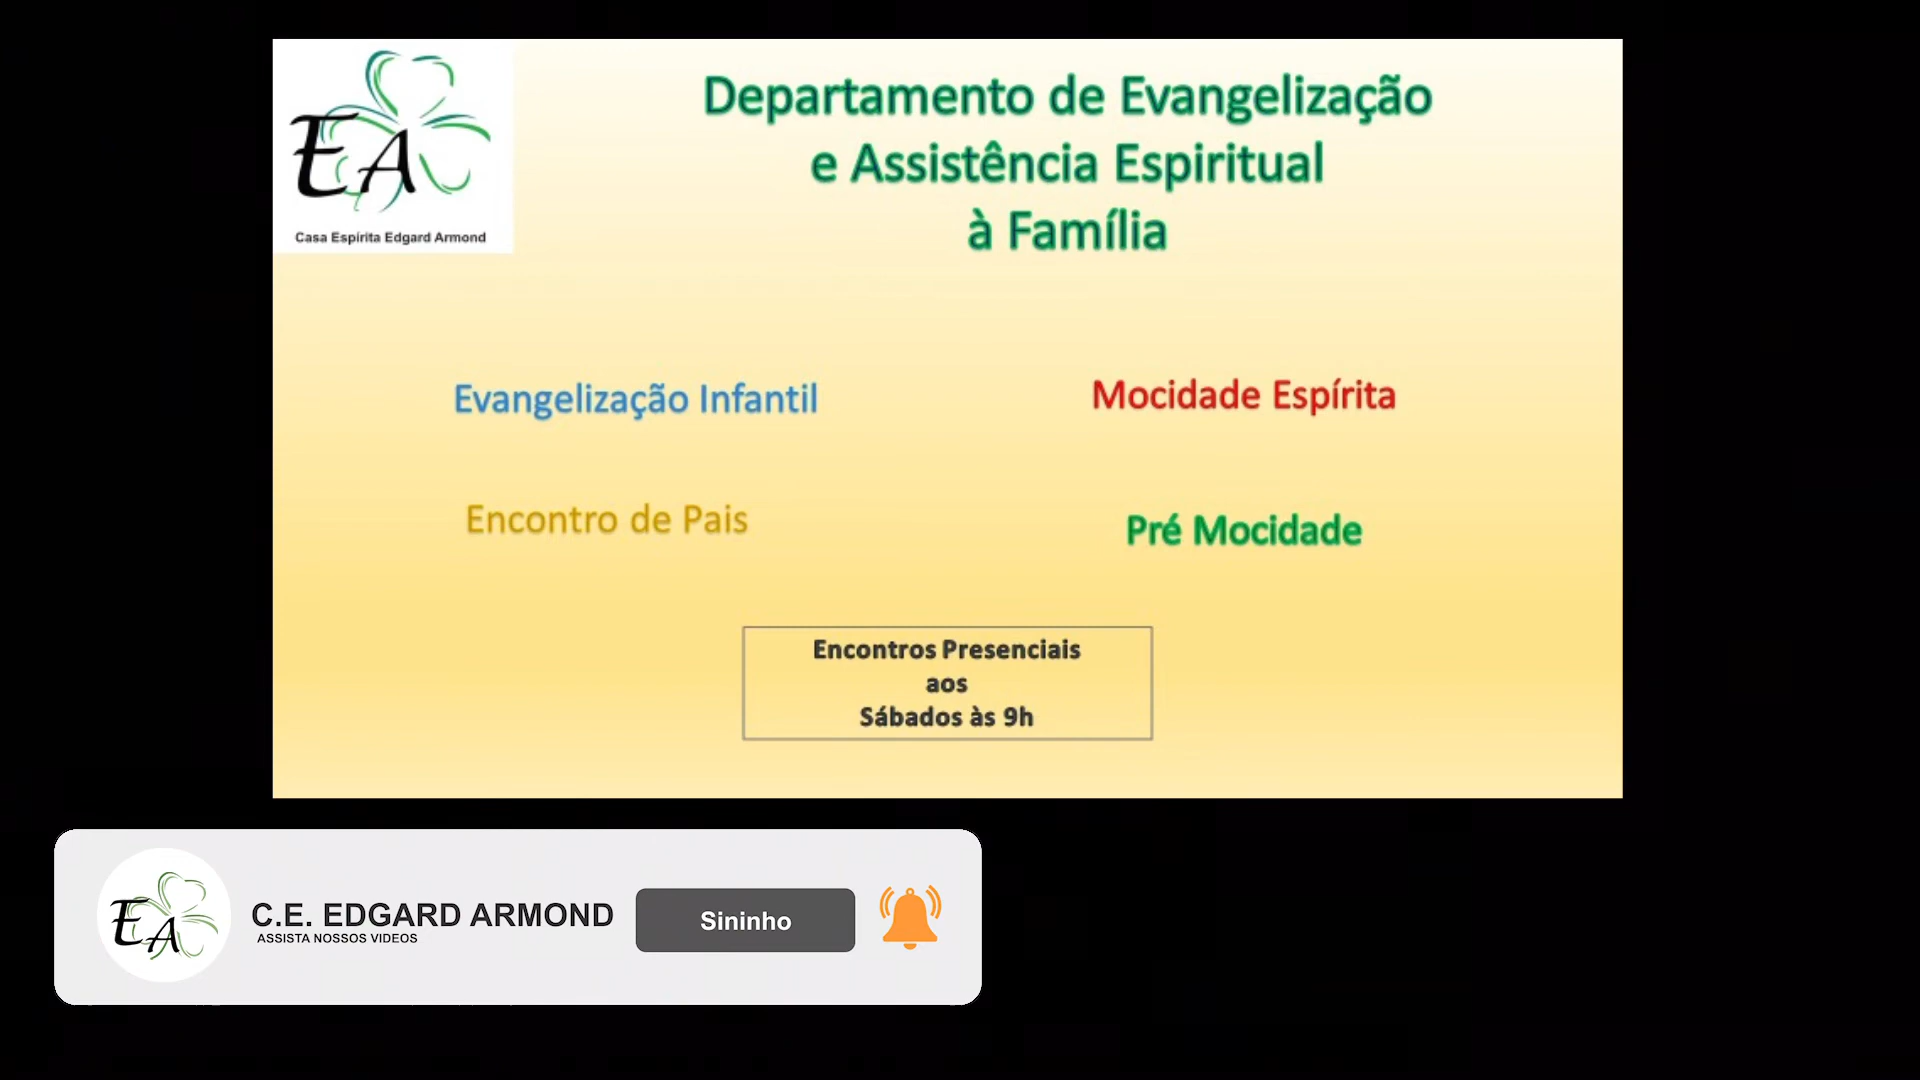 EA
Casa Espírita Edgard Armond
Departamento de Evangelização
e Assistência Espiritual
à Família
Evangelização Infantil
Mocidade Espírita
Encontro de Pais
Pré Mocidade
Encontros Presenciais
aos
Sábados às 9h
EA
C.E. EDGARD ARMOND
ASSISTA NOSSOS VIDEOS
Sininho